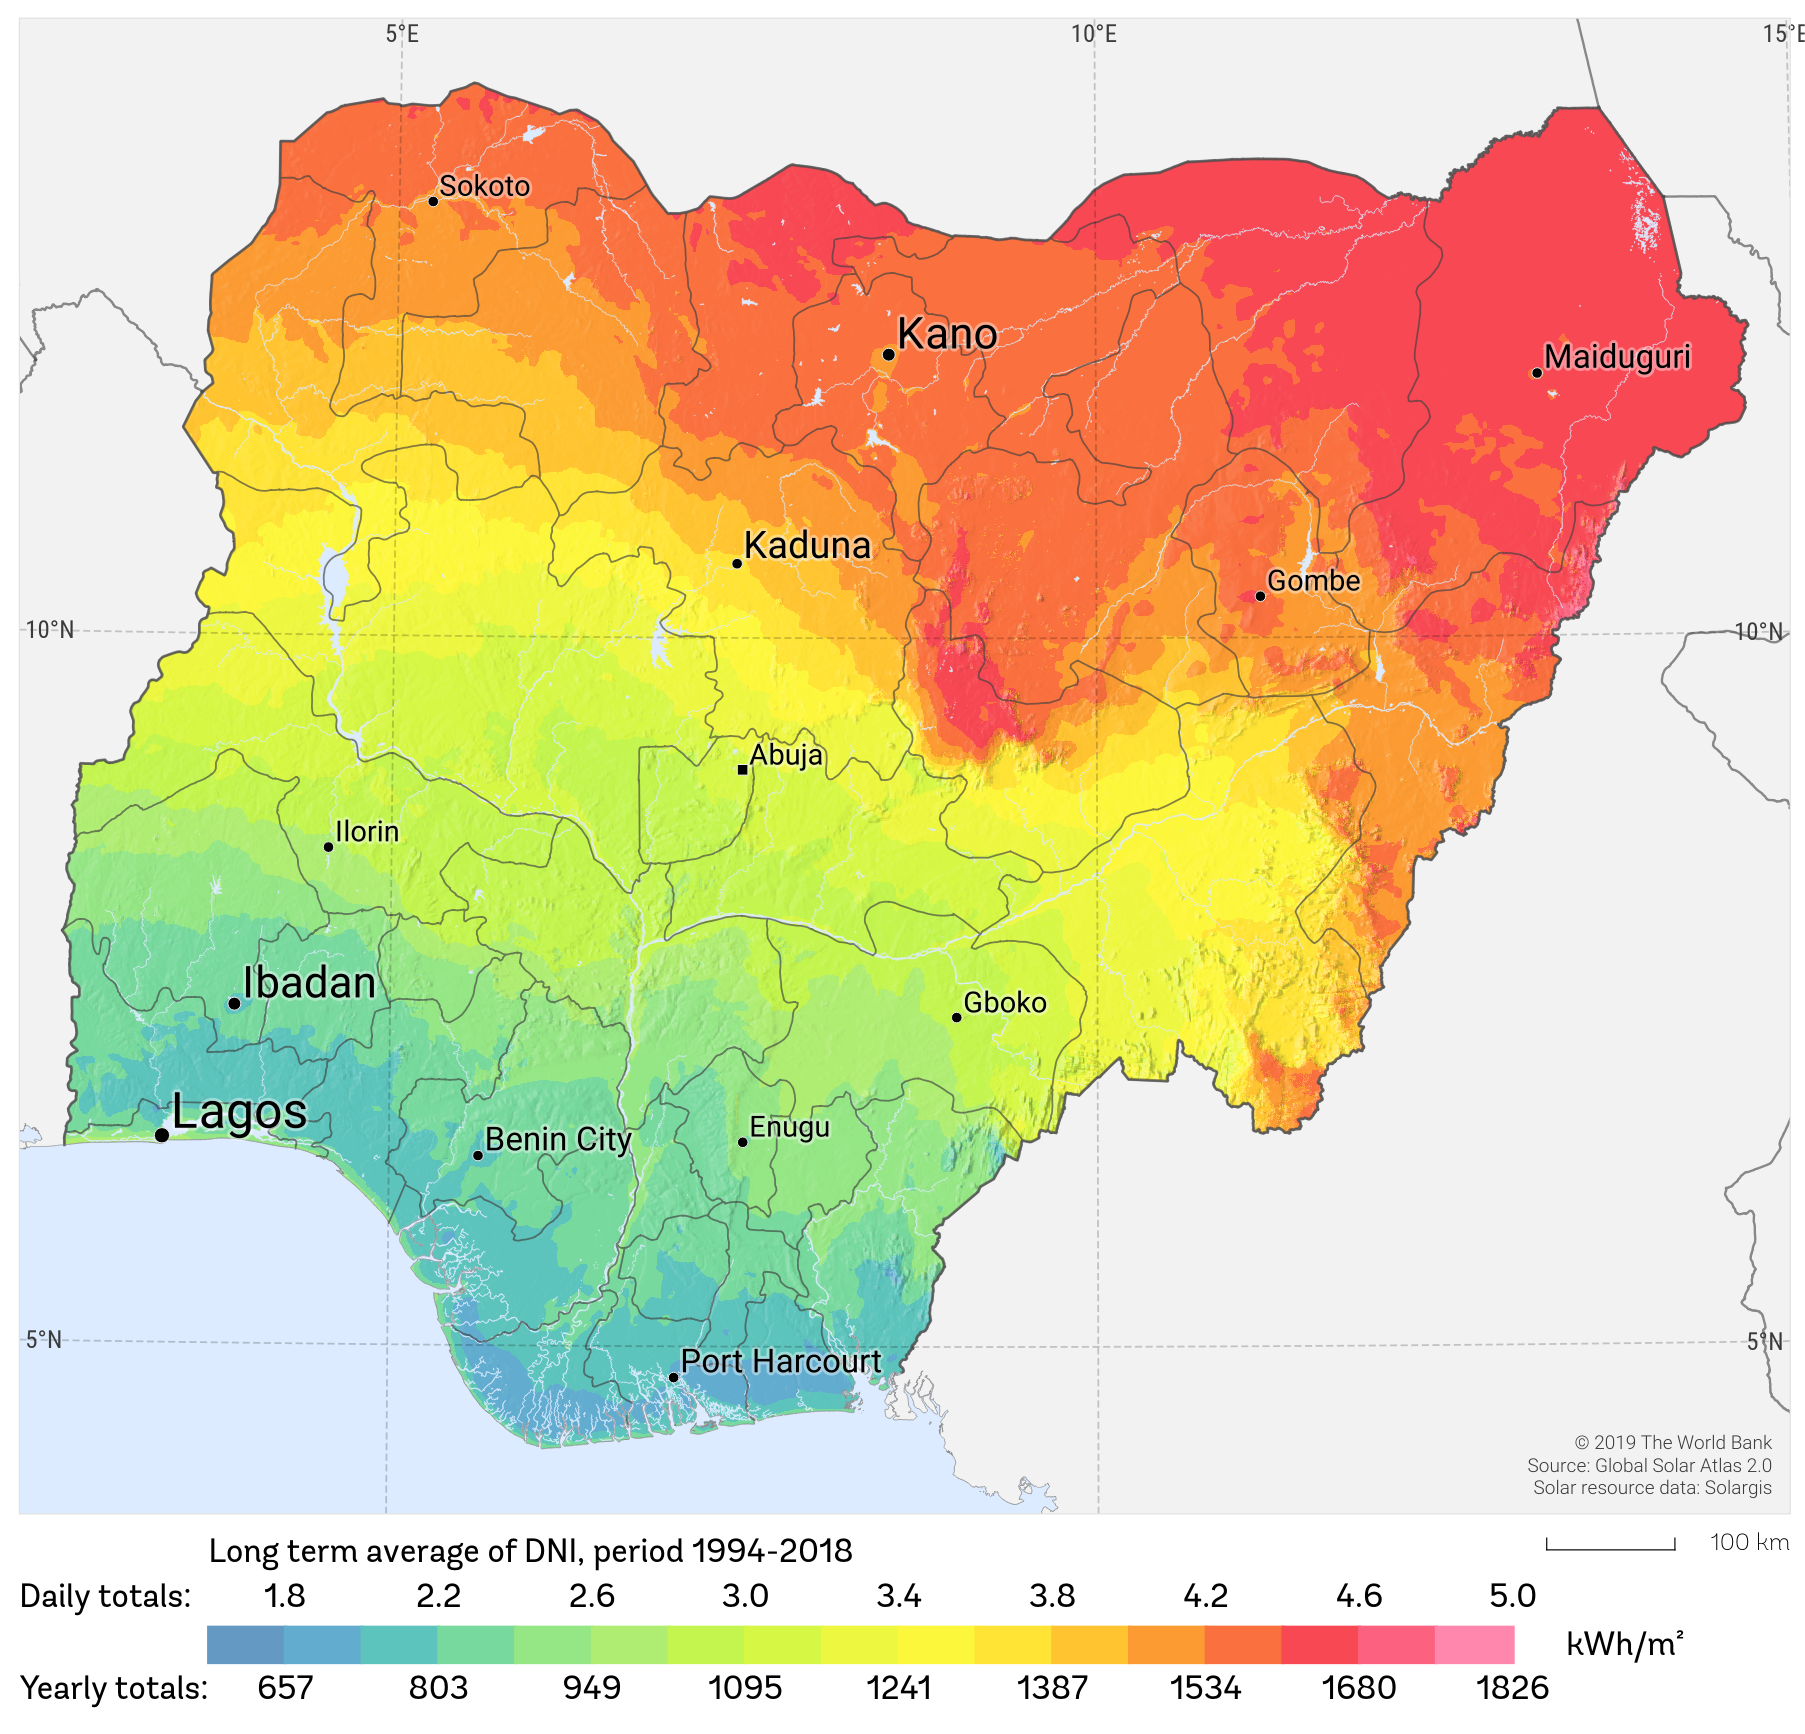 5°E 10°E 15°E
Sokoto
Kano
Maiduguri
Kaduna
Gombe
10°N 10°N
Abuja
Ilorin
Ibadan
Gboko
Lagos
Enugu
Benin City
5°N 5°N
Port Harcourt
© 2019 The World Bank
Source: Global Solar Atlas 2.0
Solar resource data: Solargis
100 km
Long term average of DNI, period 1994-2018
Daily totals: 1.8 2.2 2.6 3.0 3.4 3.8 4.2 4.6 5.0
kWh/m²
Yearly totals: 657 803 949 1095 1241 1387 1534 1680 1826